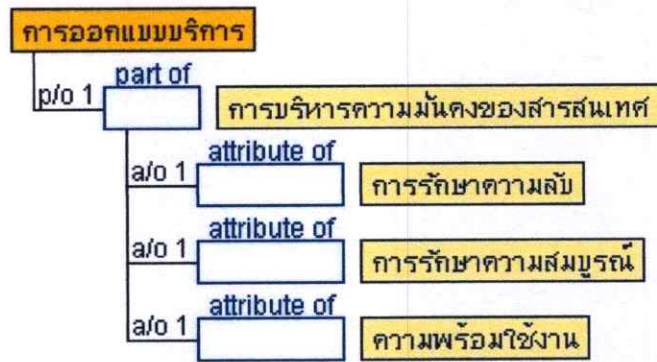 การออกแบบบริการ
part of
p/o 1
การบริหารความมั่นคงของสารสนเทศ
attribute of
a/o 1
การรักษาความลับ
attribute of
a/o 1
การรักษาความสมบูรณ์
attribute of
a/o 1
ความพร้อมใช้งาน